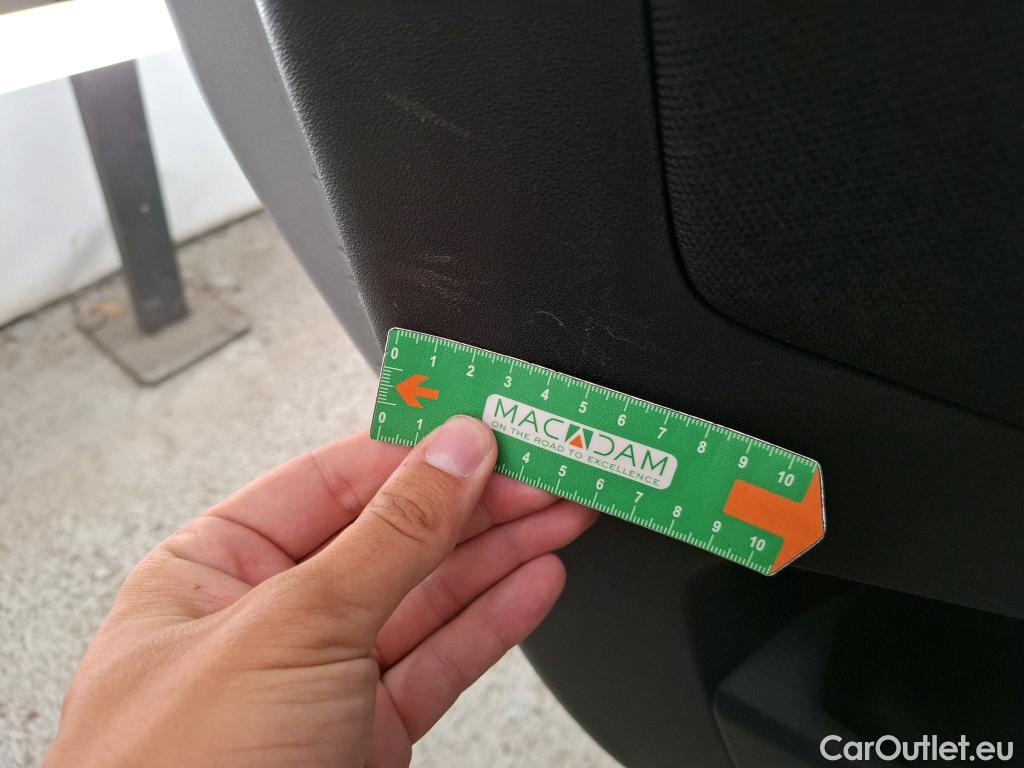 0 1 2 3 4 5 6 7 8 9 10
MACADAM
ON THE ROAD TO EXCELLENCE
0 1 4 5 6 7 8 9 10
CarOutlet.eu